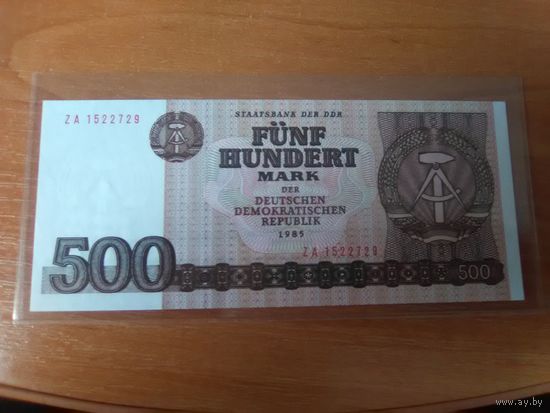 STAATSBANK DER DDR
ZA 1522729
FÜNF
HUNDERT
MARK
DER
DEUTSCHEN
DEMOKRATISCHEN
REPUBLIK
1985
ZA 1522729
500
500
www.ay.by